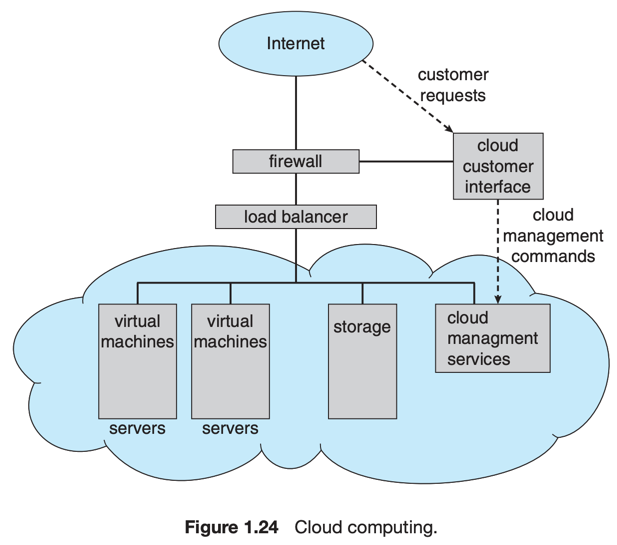 Internet
customer
requests
firewall
cloud
customer
interface
load balancer
cloud
management
commands
virtual
machines
virtual
machines
storage
cloud
managment
services
servers
servers
Figure 1.24 Cloud computing.